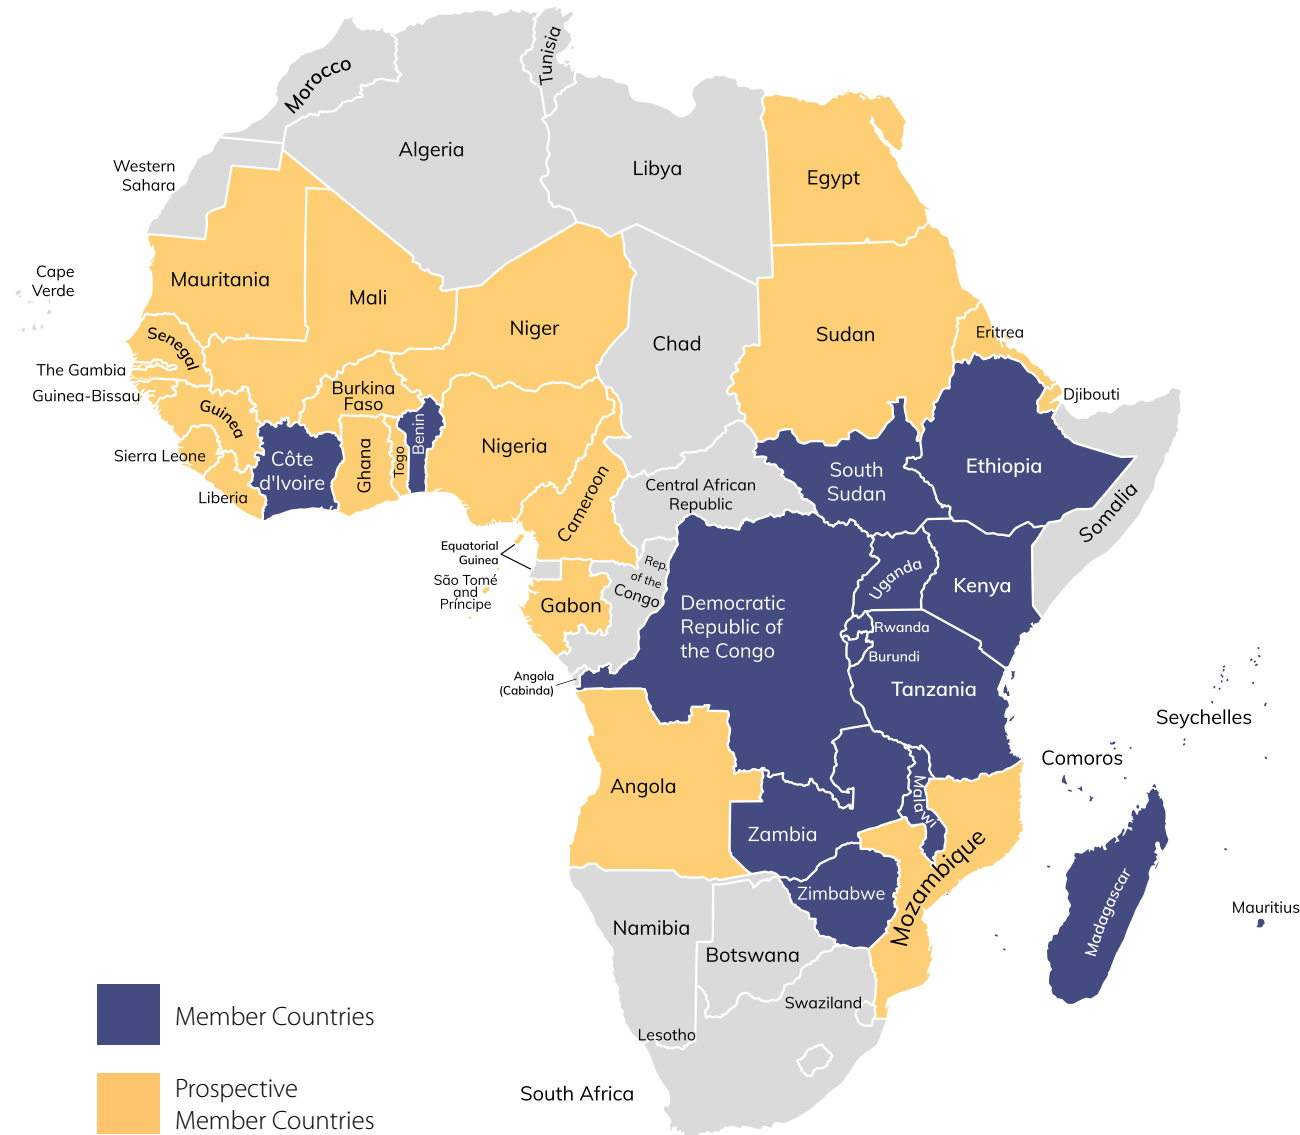 Tunisia
Morocco
Algeria
Libya
Egypt
Western
Sahara
Cape
Verde
Mauritania
Mali
Niger
Chad
Sudan
Eritrea
Senegal
The Gambia
Guinea-Bissau
Guinea
Burkina
Faso
Benin
Djibouti
Sierra Leone
Liberia
Côte
d'Ivoire
Ghana
Togo
Nigeria
Cameroon
Central African
Republic
South
Sudan
Ethiopia
Somalia
Equatorial
Guinea
São Tomé
and
Príncipe
Gabon
Rep.
of the
Congo
Democratic
Republic of
the Congo
Uganda
Kenya
Rwanda
Burundi
Tanzania
Angola
(Cabinda)
Seychelles
Comoros
Angola
Zambia
Malawi
Mozambique
Zimbabwe
Madagascar
Mauritius
Namibia
Botswana
Swaziland
Lesotho
South Africa
Member Countries
Prospective
Member Countries